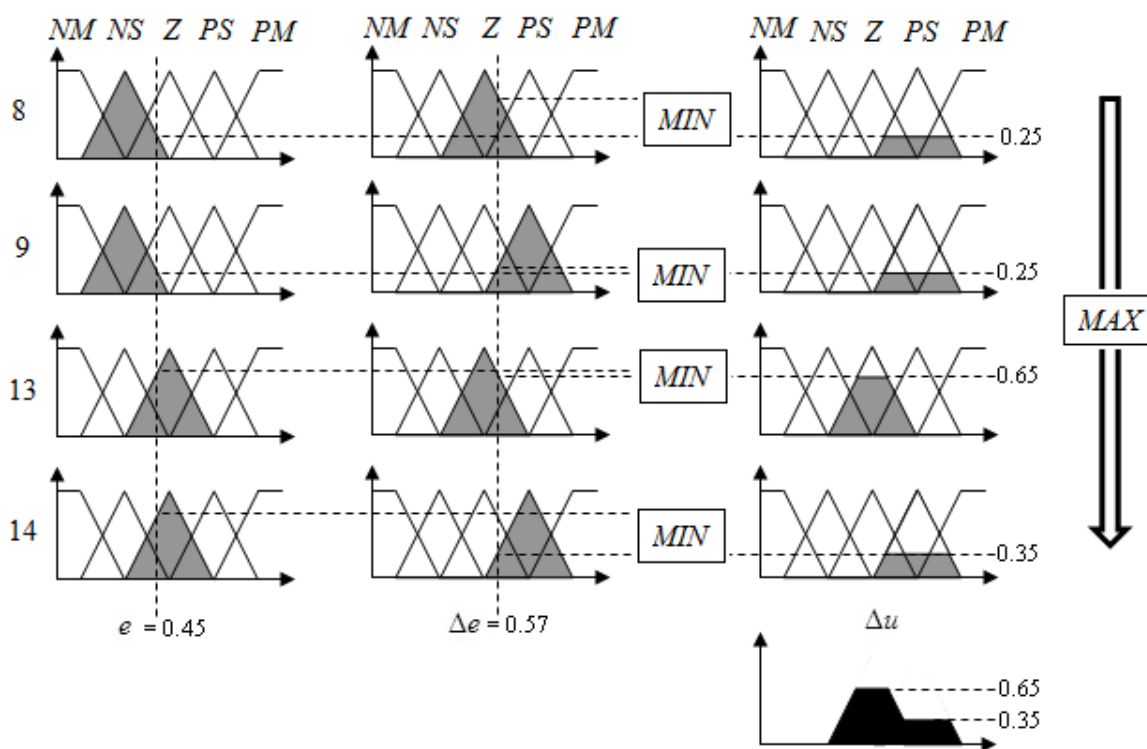 NM NS Z PS PM NM NS Z PS PM NM NS Z PS PM
8 MIN 0.25
9 MIN 0.25
MAX
13 MIN 0.65
14 MIN 0.35
e = 0.45 Δe = 0.57 Δu
0.65
0.35